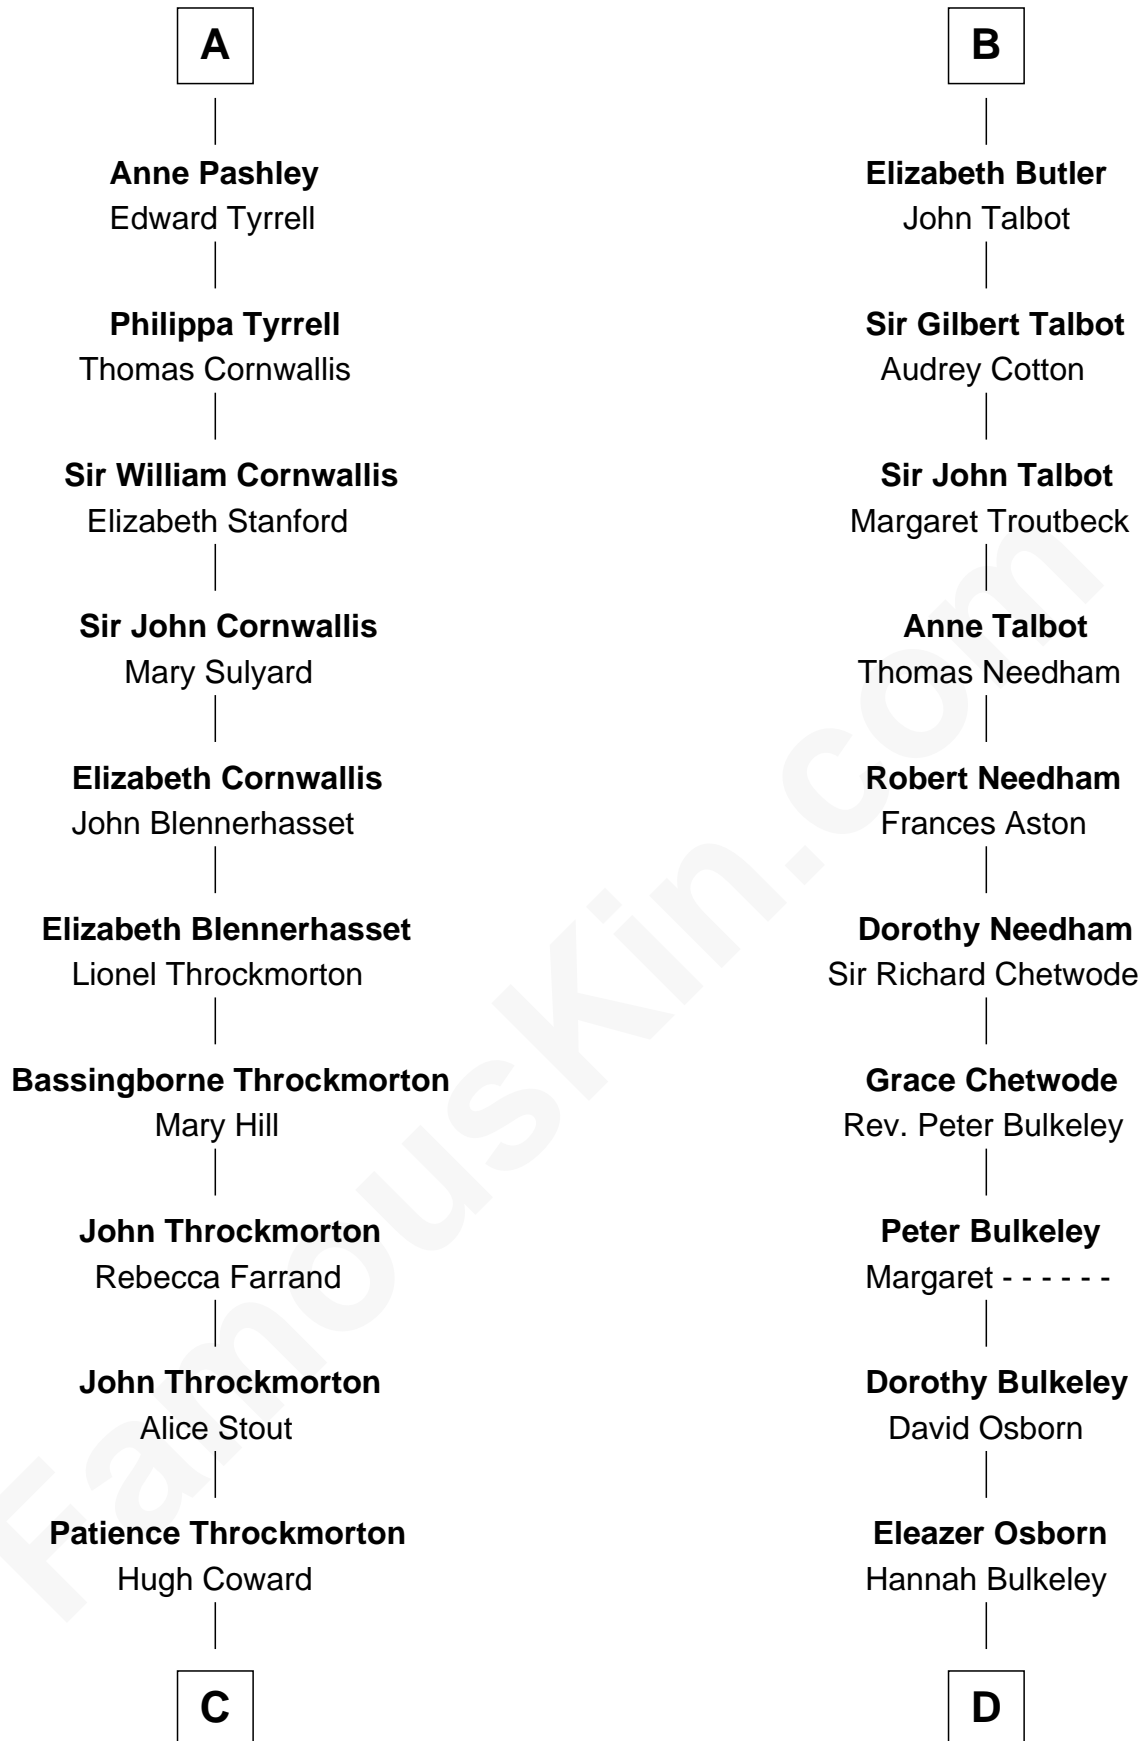 A
Anne Pashley
Edward Tyrrell
Philippa Tyrrell
Thomas Cornwallis
Sir William Cornwallis
Elizabeth Stanford
Sir John Cornwallis
Mary Sulyard
Elizabeth Cornwallis
John Blennerhasset
Elizabeth Blennerhasset
Lionel Throckmorton
Bassingborne Throckmorton
Mary Hill
John Throckmorton
Rebecca Farrand
John Throckmorton
Alice Stout
Patience Throckmorton
Hugh Coward
C
B
Elizabeth Butler
John Talbot
Sir Gilbert Talbot
Audrey Cotton
Sir John Talbot
Margaret Troutbeck
Anne Talbot
Thomas Needham
Robert Needham
Frances Aston
Dorothy Needham
Sir Richard Chetwode
Grace Chetwode
Rev. Peter Bulkeley
Peter Bulkeley
Margaret - - - - - -
Dorothy Bulkeley
David Osborn
Eleazer Osborn
Hannah Bulkeley
D
FamousKin.com